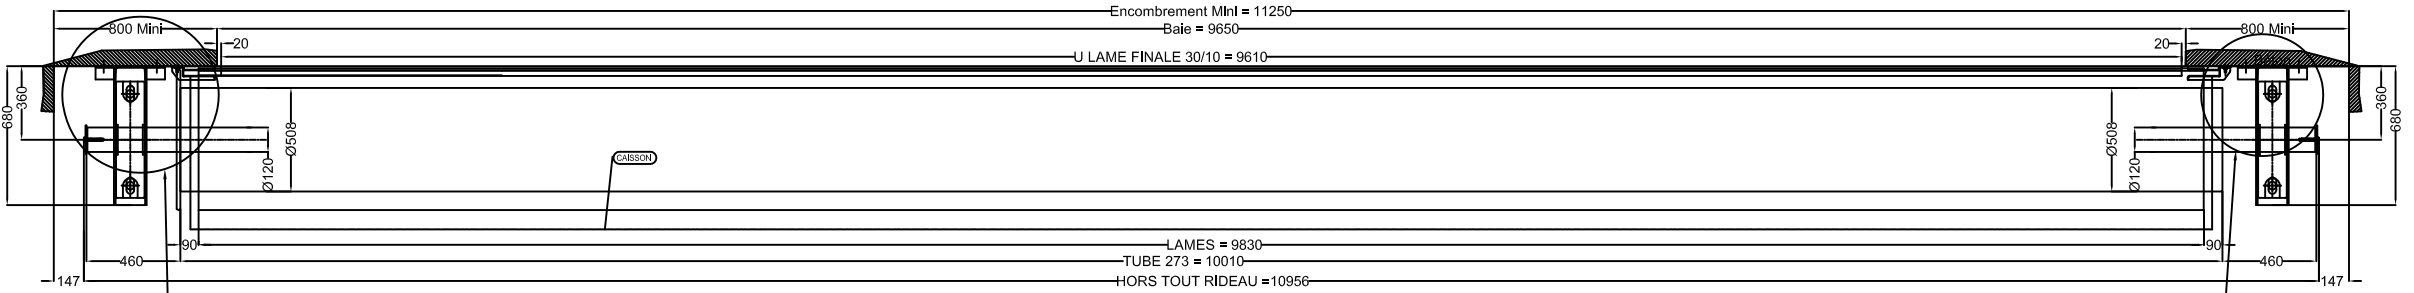 Encombrement MinI = 11250
800 Mini
Baie = 9650
800 Mini
20
U LAME FINALE 30/10 = 9610
20
680
360
Ø120
Ø508
CAISSON
Ø508
Ø120
360
680
90
LAMES = 9830
90
460
TUBE 273 = 10010
460
147
HORS TOUT RIDEAU =10956
147